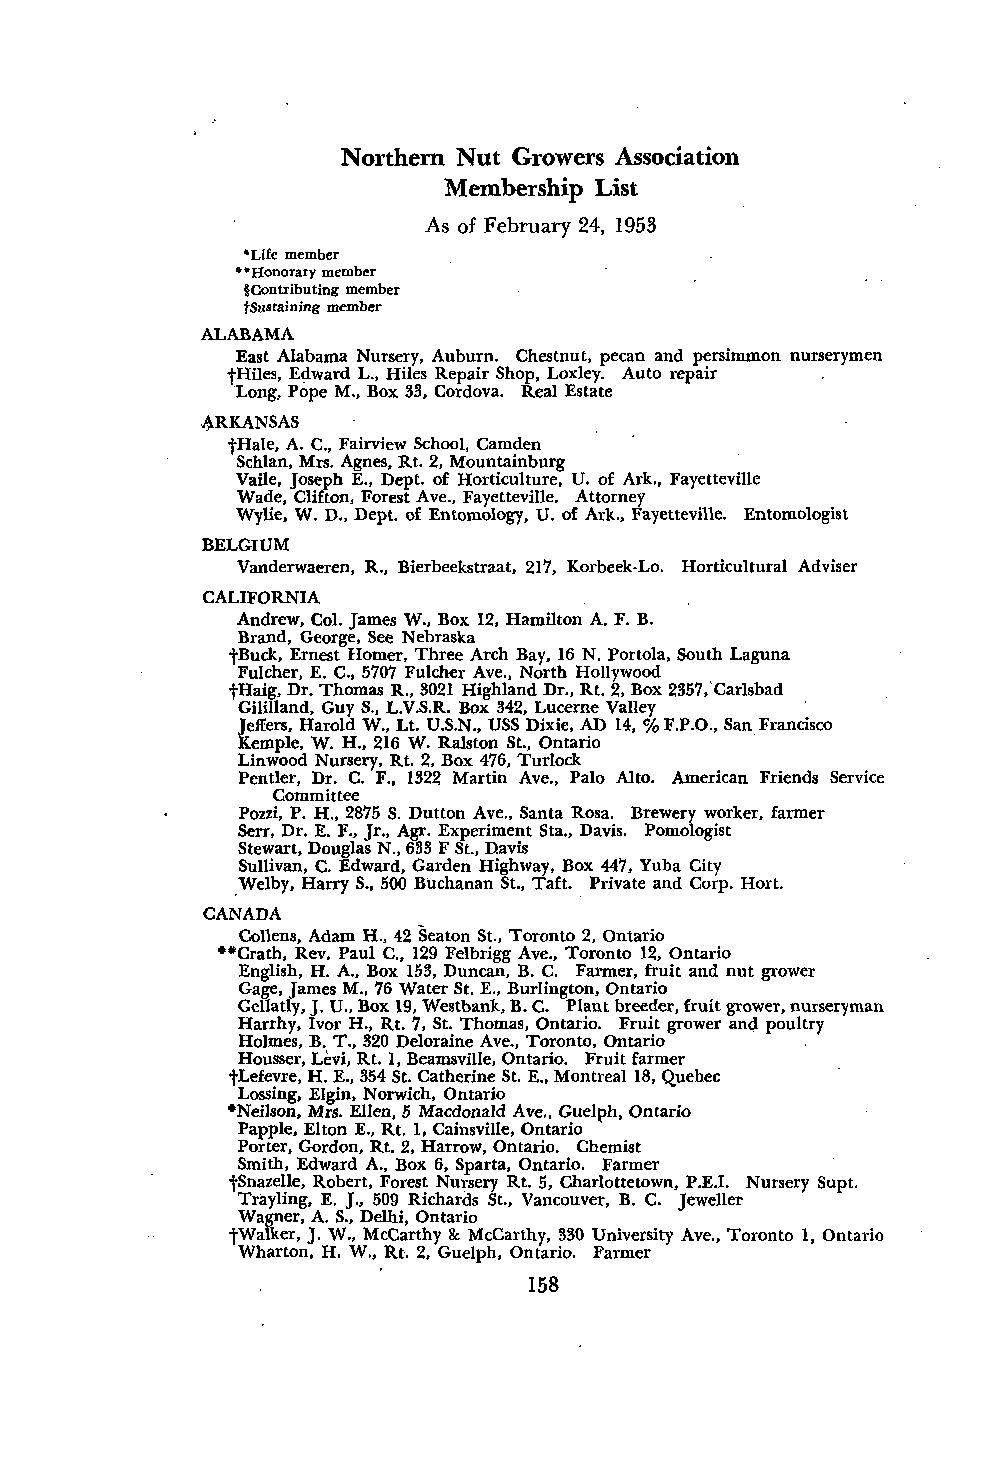 Northern Nut Growers Association
Membership List
As of February 24, 1953
*Life member
**Honorary member
§Contributing member
†Sustaining member
ALABAMA
East Alabama Nursery, Auburn. Chestnut, pecan and persimmon nurserymen
†Hiles, Edward L., Hiles Repair Shop, Loxley. Auto repair
Long, Pope M., Box 33, Cordova. Real Estate
ARKANSAS
†Hale, A. C., Fairview School, Camden
Schlan, Mrs. Agnes, Rt. 2, Mountainburg
Vaile, Joseph E., Dept. of Horticulture, U. of Ark., Fayetteville
Wade, Clifton, Forest Ave., Fayetteville. Attorney
Wylie, W. D., Dept. of Entomology, U. of Ark., Fayetteville. Entomologist
BELGIUM
Vanderwaeren, R., Bierbeekstraat, 217, Korbeek-Lo. Horticultural Adviser
CALIFORNIA
Andrew, Col. James W., Box 12, Hamilton A. F. B.
Brand, George, See Nebraska
†Buck, Ernest Homer, Three Arch Bay, 16 N. Portola, South Laguna
Fulcher, E. C., 5707 Fulcher Ave., North Hollywood
†Haig, Dr. Thomas R., 3021 Highland Dr., Rt. 2, Box 2357, Carlsbad
Gililland, Guy S., L.V.S.R. Box 342, Lucerne Valley
Jeffers, Harold W., Lt. U.S.N., USS Dixie, AD 14, % F.P.O., San Francisco
Kemple, W. H., 216 W. Ralston St., Ontario
Linwood Nursery, Rt. 2, Box 476, Turlock
Pentler, Dr. C. F., 1322 Martin Ave., Palo Alto. American Friends Service
Committee
Pozzi, P. H., 2875 S. Dutton Ave., Santa Rosa. Brewery worker, farmer
Serr, Dr. E. F., Jr., Agr. Experiment Sta., Davis. Pomologist
Stewart, Douglas N., 633 F St., Davis
Sullivan, C. Edward, Garden Highway, Box 447, Yuba City
Welby, Harry S., 500 Buchanan St., Taft. Private and Corp. Hort.
CANADA
Collens, Adam H., 42 Seaton St., Toronto 2, Ontario
**Crath, Rev. Paul C., 129 Felbrigg Ave., Toronto 12, Ontario
English, H. A., Box 153, Duncan, B. C. Farmer, fruit and nut grower
Gage, James M., 76 Water St. E., Burlington, Ontario
Gellatly, J. U., Box 19, Westbank, B. C. Plant breeder, fruit grower, nurseryman
Harrhy, Ivor H., Rt. 7, St. Thomas, Ontario. Fruit grower and poultry
Holmes, B. T., 320 Deloraine Ave., Toronto, Ontario
Housser, Levi, Rt. 1, Beamsville, Ontario. Fruit farmer
†Lefevre, H. E., 354 St. Catherine St. E., Montreal 18, Quebec
Lossing, Elgin, Norwich, Ontario
*Neilson, Mrs. Ellen, 5 Macdonald Ave., Guelph, Ontario
Papple, Elton E., Rt. 1, Cainsville, Ontario
Porter, Gordon, Rt. 2, Harrow, Ontario. Chemist
Smith, Edward A., Box 6, Sparta, Ontario. Farmer
†Snazelle, Robert, Forest Nursery Rt. 5, Charlottetown, P.E.I. Nursery Supt.
Trayling, E. J., 509 Richards St., Vancouver, B. C. Jeweller
Wagner, A. S., Delhi, Ontario
†Walker, J. W., McCarthy & McCarthy, 330 University Ave., Toronto 1, Ontario
Wharton, H. W., Rt. 2, Guelph, Ontario. Farmer
158